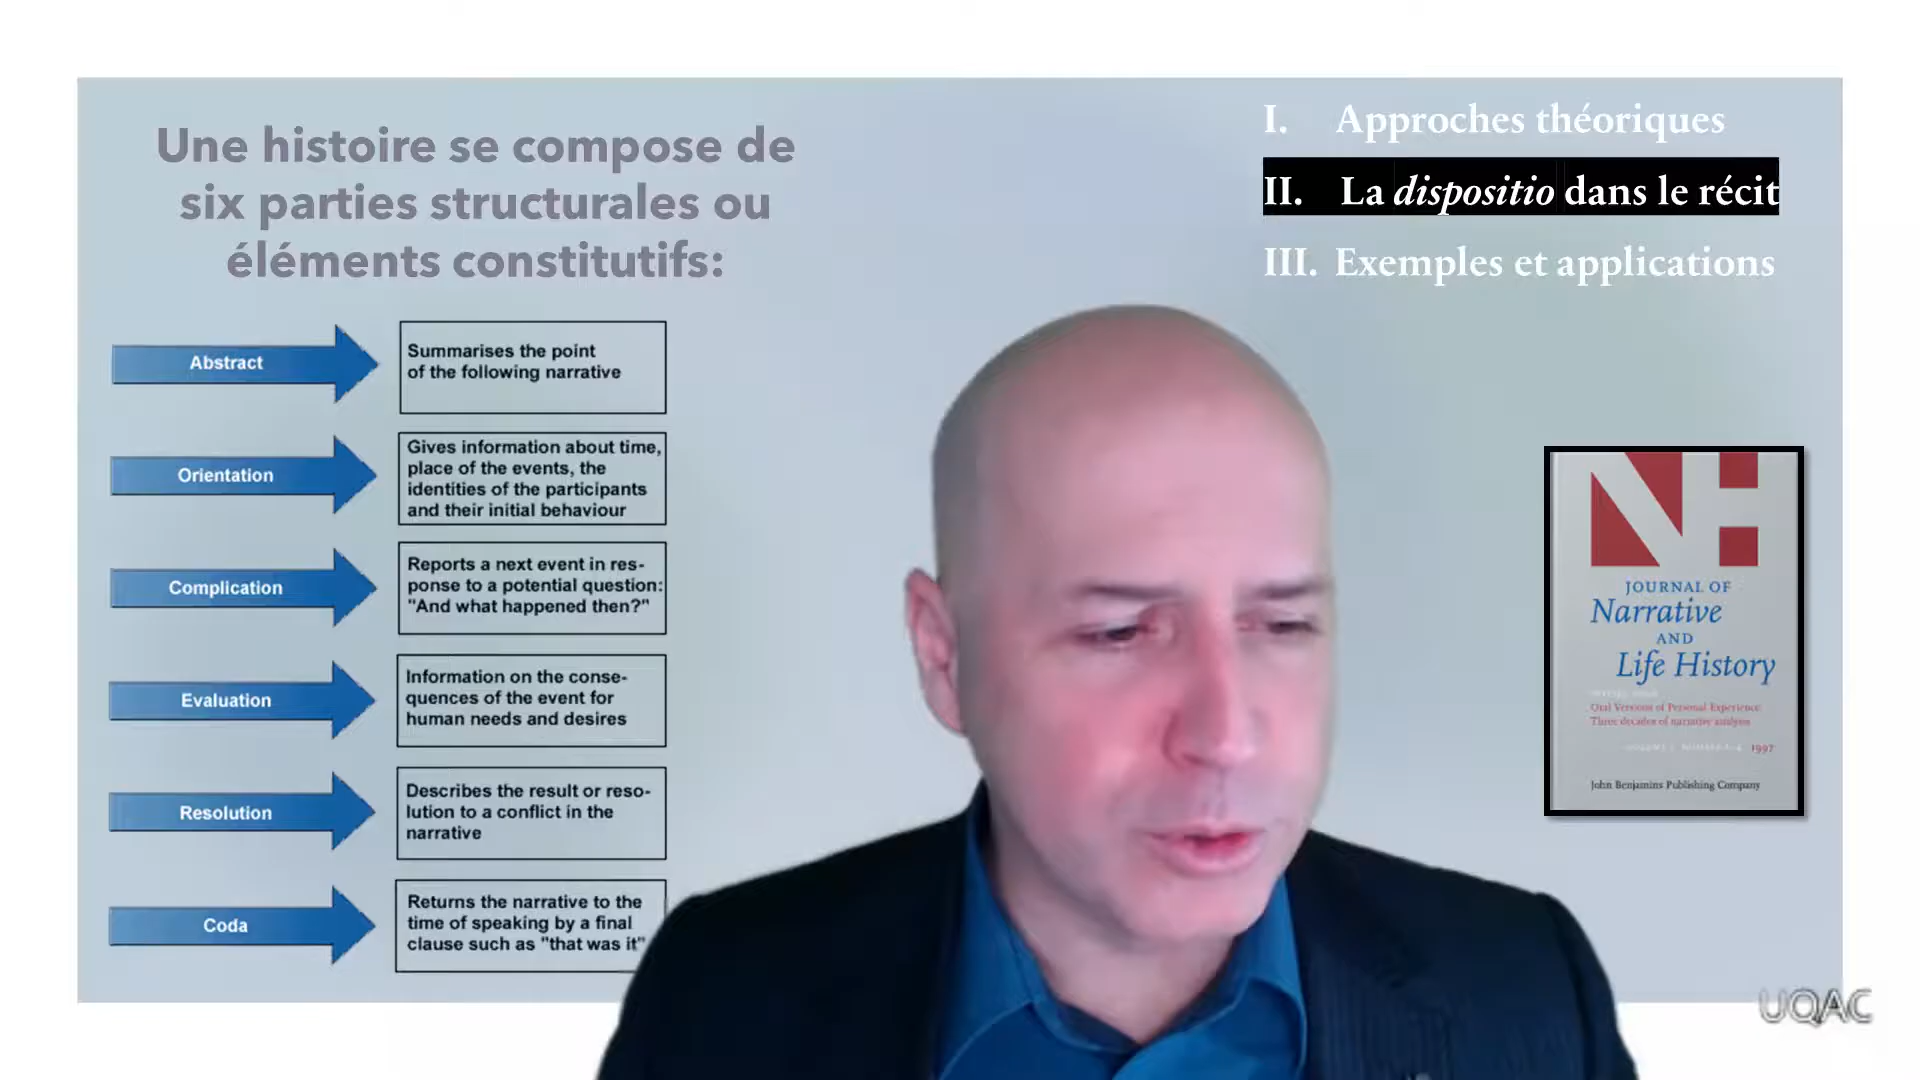 Une histoire se compose de
six parties structurales ou
éléments constitutifs:
I. Approches théoriques
II. La dispositio dans le récit
III. Exemples et applications
Abstract
Summarises the point
of the following narrative
Orientation
Gives information about time,
place of the events, the
identities of the participants
and their initial behaviour
Complication
Reports a next event in res-
ponse to a potential question:
"And what happened then?"
Evaluation
Information on the conse-
quences of the event for
human needs and desires
Resolution
Describes the result or reso-
lution to a conflict in the
narrative
Coda
Returns the narrative to the
time of speaking by a final
clause such as "that was it"
NH
JOURNAL OF
Narrative
AND
Life History
Oral Versions of Personal Experience
Three decades of narrative analysis
1997
John Benjamins Publishing Company
UQAC